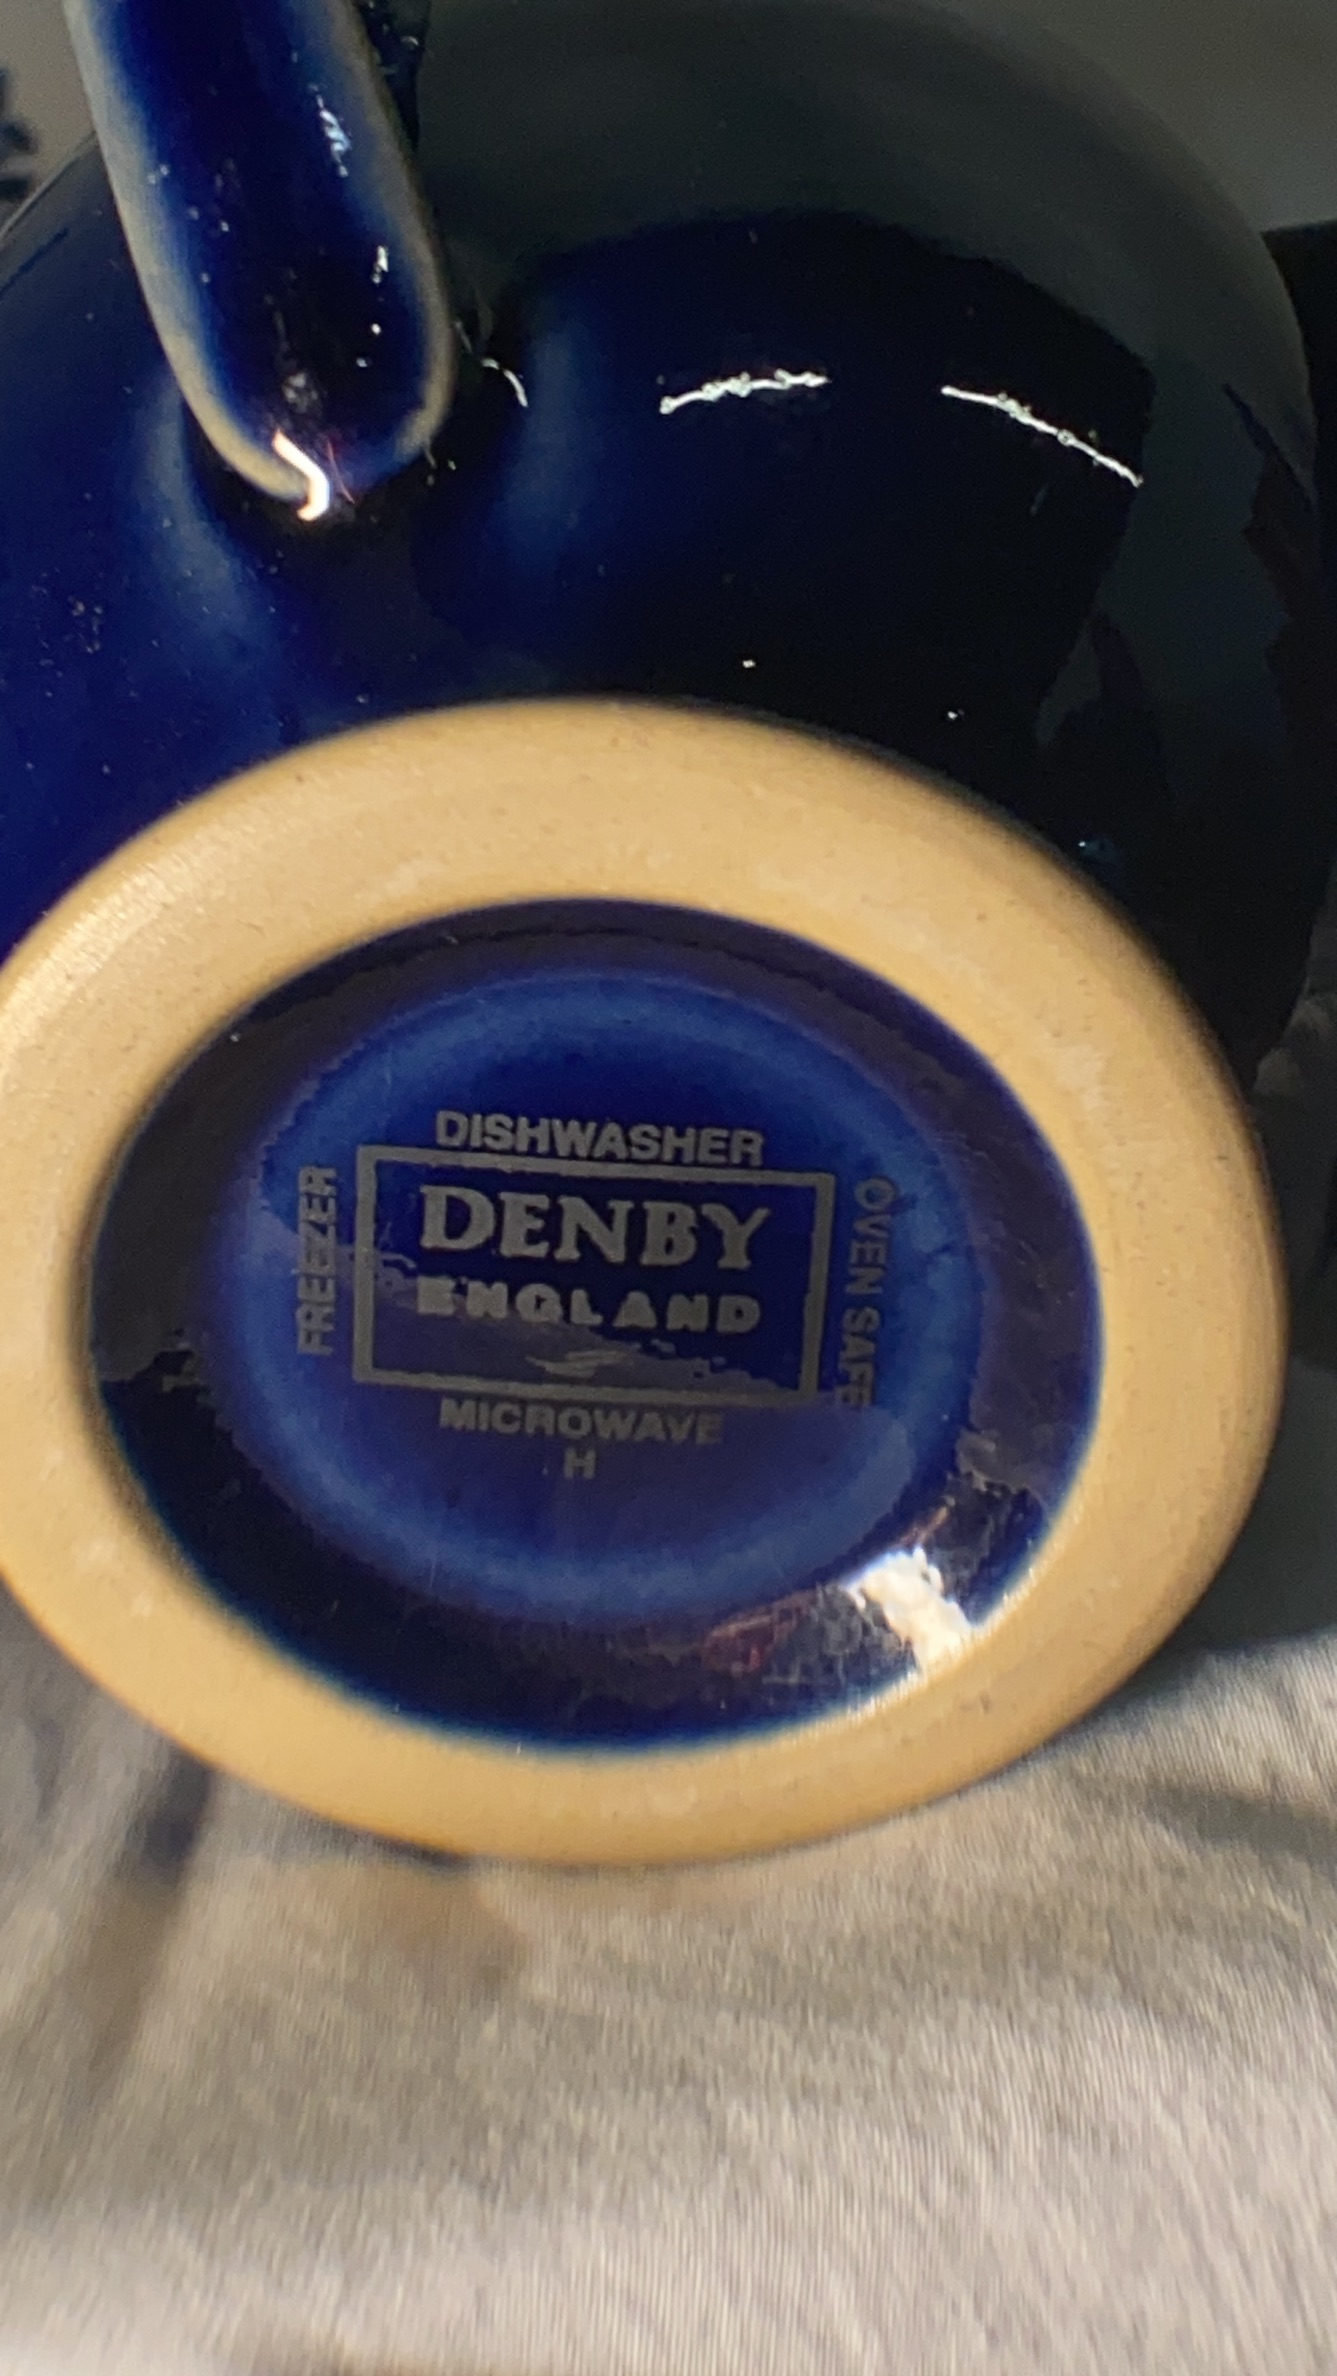 DISHWASHER
FREEZER
DENBY
ENGLAND
OVEN SAFE
MICROWAVE
H